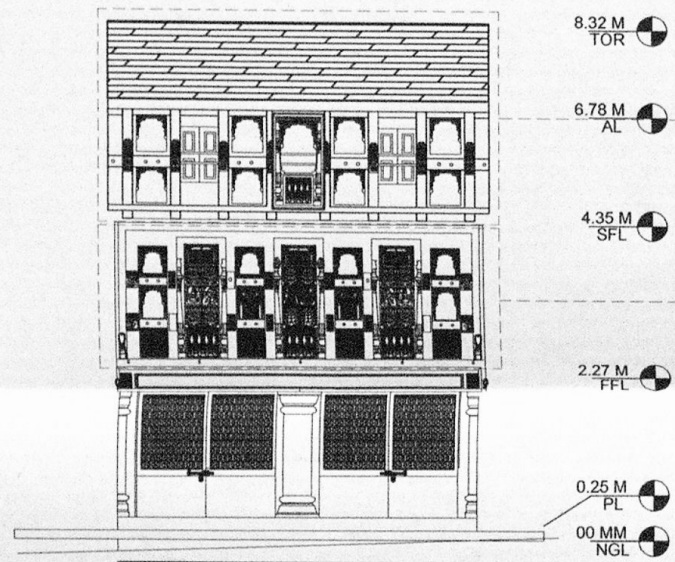 8.32 M
TOR
6.78 M
AL
4.35 M
SFL
2.27 M
FFL
0.25 M
PL
00 MM
NGL